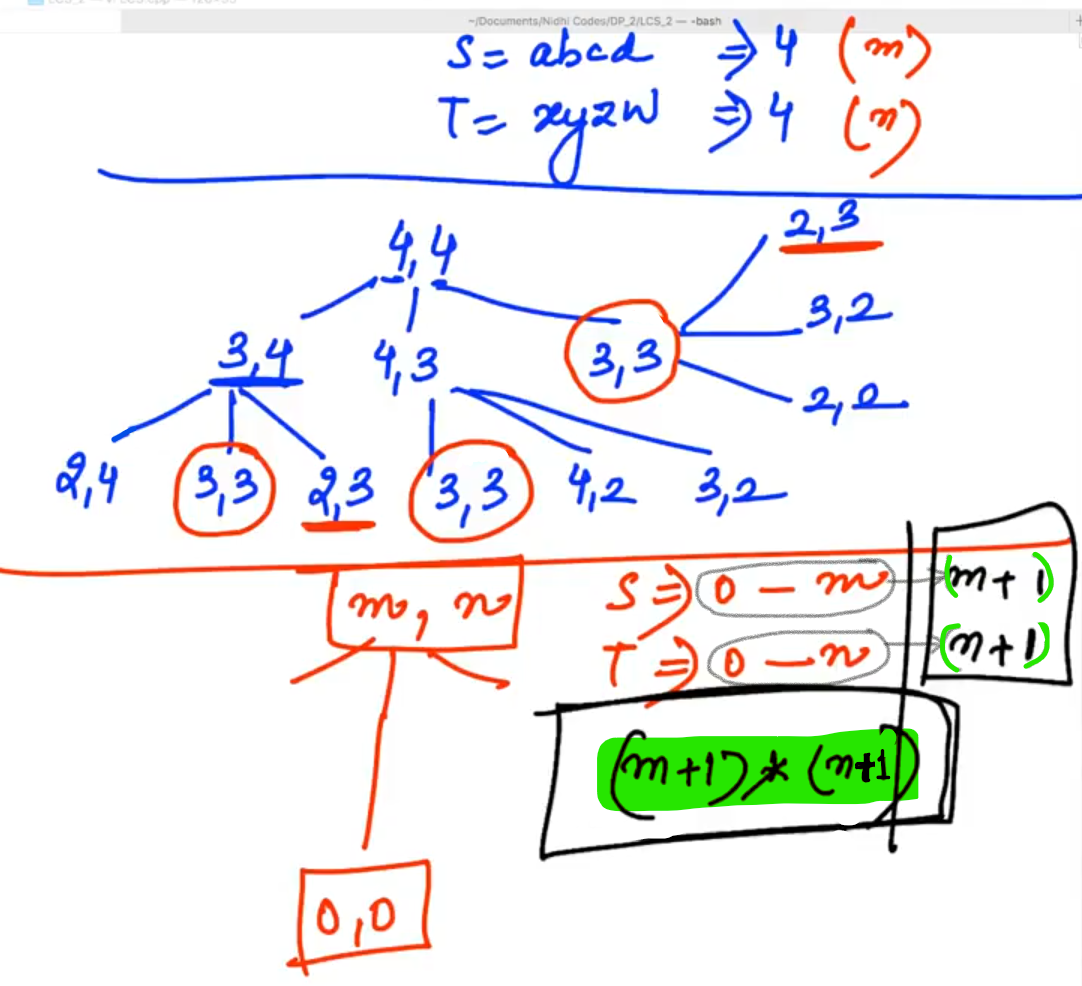 ~/Documents/Nidhi Codes/DP_2/LCS_2 — -bash
S = abcd ⇒ 4 (m)
T = xyzw ⇒ 4 (n)
2,3
4,4
3,2
3,4 4,3 3,3
2,0
2,4 3,3 2,3 3,3 4,2 3,2
m, n S ⇒ 0 — m (m+1)
T ⇒ 0 — n (n+1)
(m+1) * (n+1)
0,0